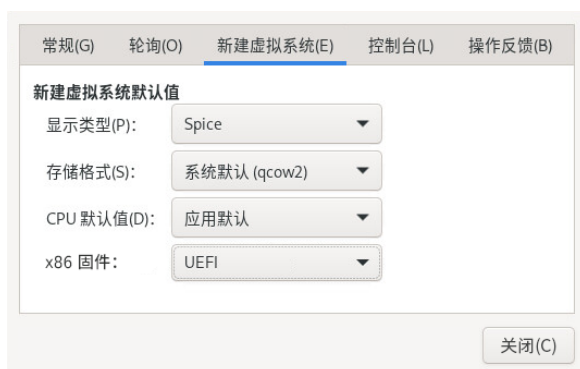 常规(G) 轮询(O) 新建虚拟系统(E) 控制台(L) 操作反馈(B)
新建虚拟系统默认值
显示类型(P)： Spice
存储格式(S)： 系统默认 (qcow2)
CPU 默认值(D)： 应用默认
x86 固件： UEFI
关闭(C)